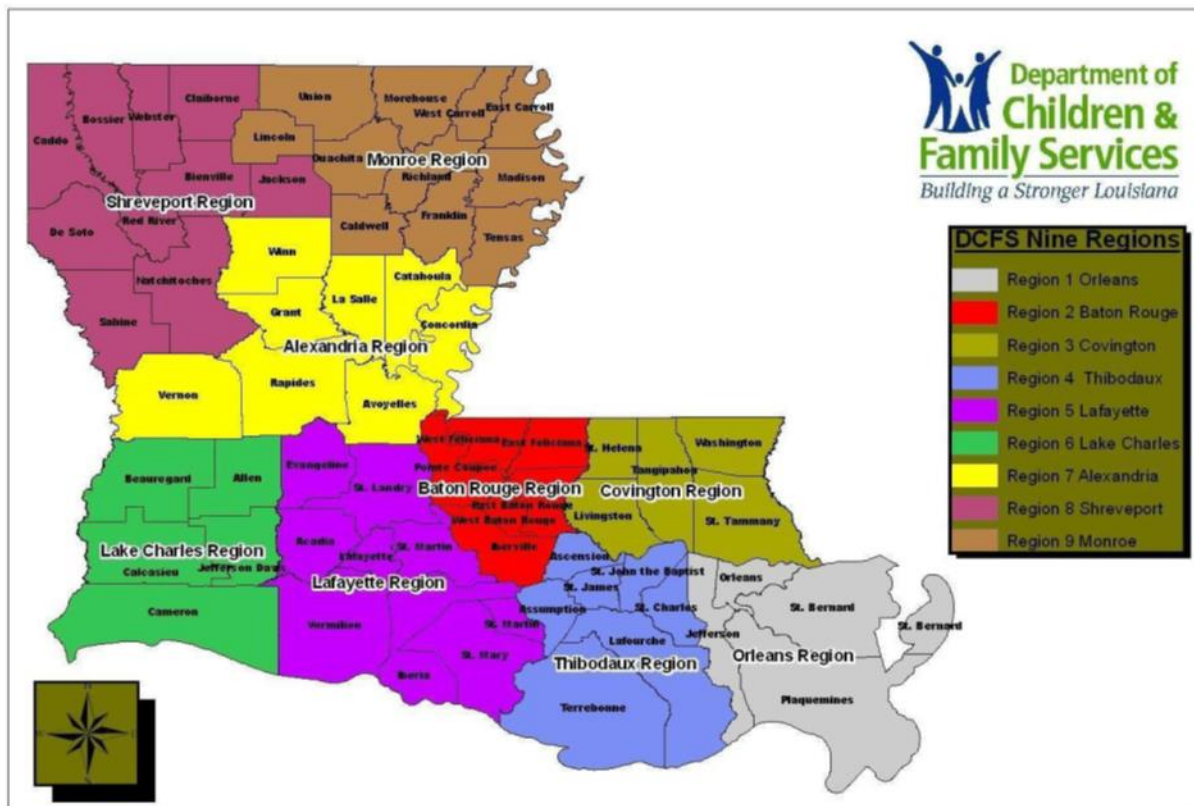 Department of
Children &
Family Services
Building a Stronger Louisiana
DCFS Nine Regions
Region 1 Orleans
Region 2 Baton Rouge
Region 3 Covington
Region 4 Thibodaux
Region 5 Lafayette
Region 6 Lake Charles
Region 7 Alexandria
Region 8 Shreveport
Region 9 Monroe
Shreveport Region
Caddo
Bossier
Webster
Claiborne
Bienville
Jackson
Red River
De Soto
Natchitoches
Sabine
Monroe Region
Union
Morehouse
West Carroll
East Carroll
Lincoln
Ouachita
Richland
Madison
Caldwell
Franklin
Tensas
Alexandria Region
Winn
Grant
La Salle
Catahoula
Concordia
Vernon
Rapides
Avoyelles
Lake Charles Region
Beauregard
Allen
Calcasieu
Jefferson Davis
Cameron
Lafayette Region
Evangeline
St. Landry
Acadia
Lafayette
St. Martin
Vermilion
St. Martin
St. Mary
Iberia
Baton Rouge Region
West Feliciana
East Feliciana
Pointe Coupee
East Baton Rouge
West Baton Rouge
Iberville
Covington Region
St. Helena
Washington
Tangipahoa
Livingston
St. Tammany
Thibodaux Region
Ascension
St. John the Baptist
St. James
Assumption
St. Charles
Lafourche
Terrebonne
Orleans Region
Orleans
St. Bernard
St. Bernard
Jefferson
Plaquemines